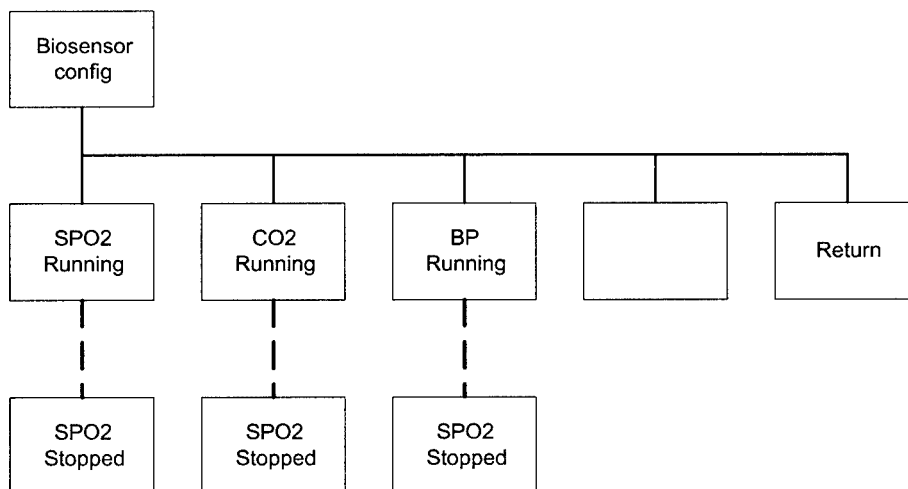 Biosensor
config
SPO2
Running
CO2
Running
BP
Running
Return
SPO2
Stopped
SPO2
Stopped
SPO2
Stopped